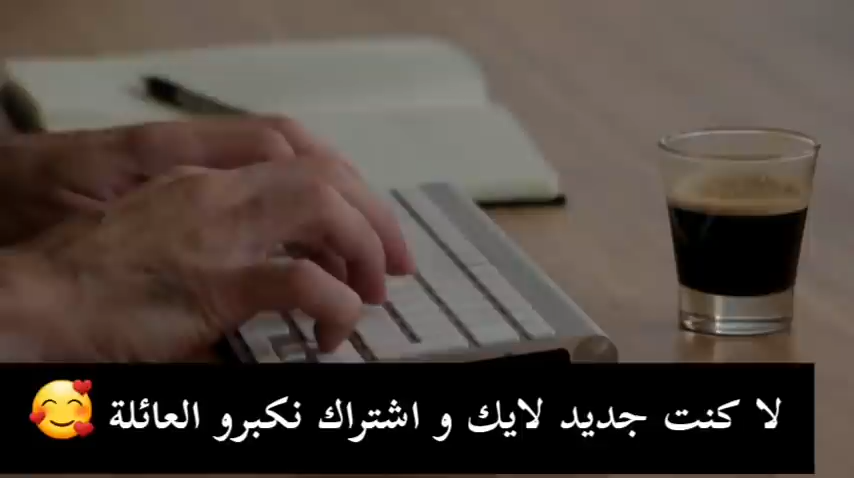 لا كنت جديد لايك و اشتراك نكبرو العائلة 🥰